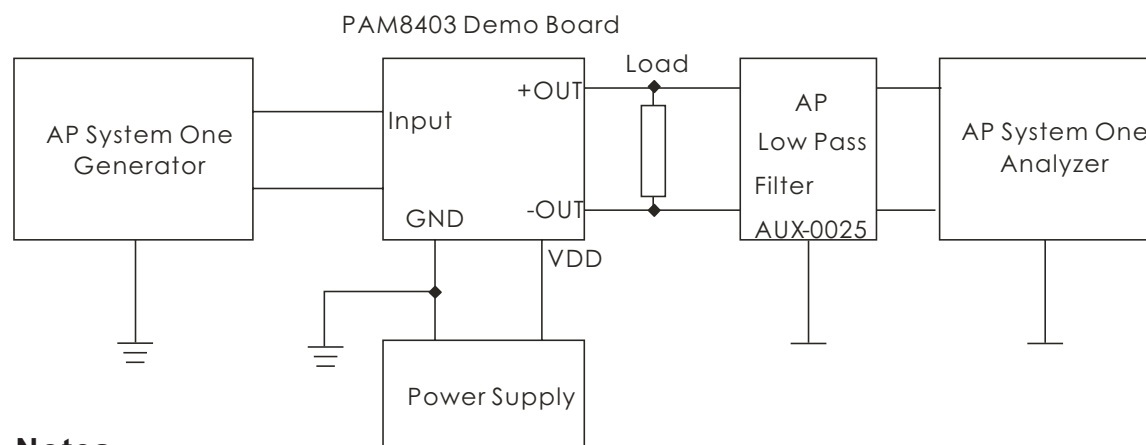 PAM8403 Demo Board
AP System One
Generator
Input
GND
+OUT
-OUT
VDD
Load
AP
Low Pass
Filter
AUX-0025
AP System One
Analyzer
Power Supply
Notes